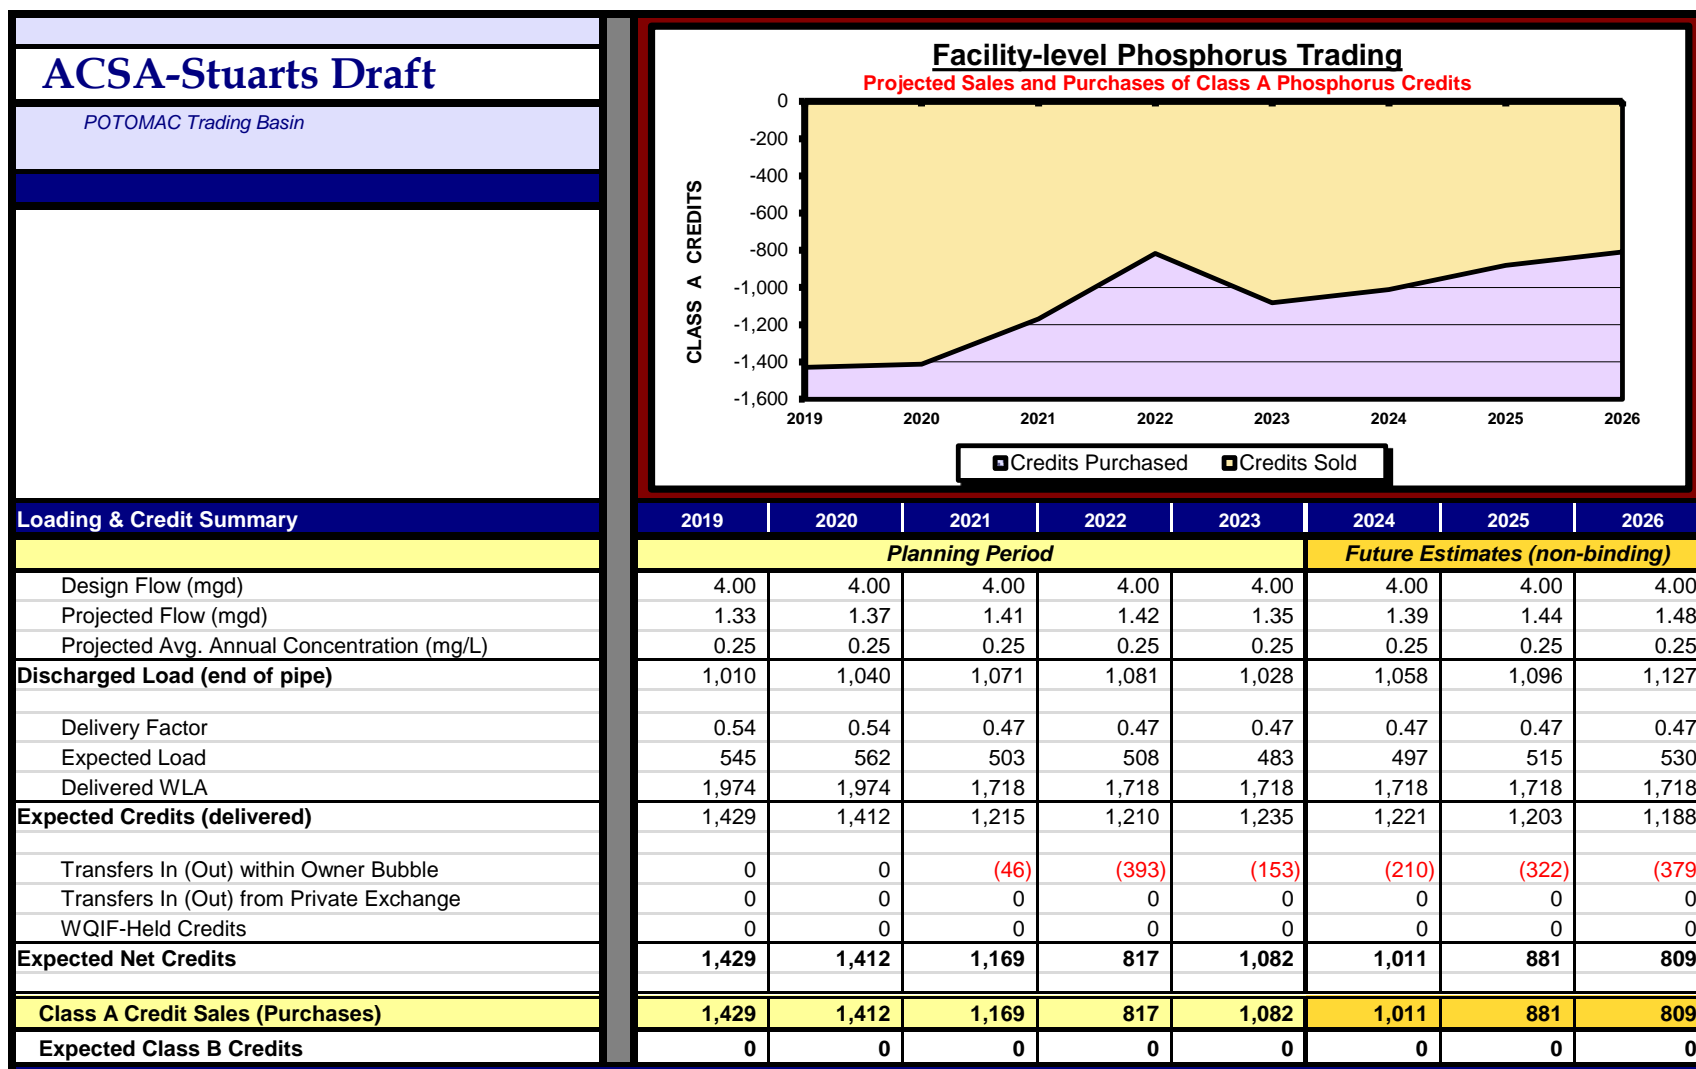 ACSA-Stuarts Draft
POTOMAC Trading Basin
Facility-level Phosphorus Trading
Projected Sales and Purchases of Class A Phosphorus Credits
CLASS A CREDITS
0
-200
-400
-600
-800
-1,000
-1,200
-1,400
-1,600
2019 2020 2021 2022 2023 2024 2025 2026
Credits Purchased Credits Sold
Loading & Credit Summary 2019 2020 2021 2022 2023 2024 2025 2026
Planning Period Future Estimates (non-binding)
Design Flow (mgd) 4.00 4.00 4.00 4.00 4.00 4.00 4.00 4.00
Projected Flow (mgd) 1.33 1.37 1.41 1.42 1.35 1.39 1.44 1.48
Projected Avg. Annual Concentration (mg/L) 0.25 0.25 0.25 0.25 0.25 0.25 0.25 0.25
Discharged Load (end of pipe) 1,010 1,040 1,071 1,081 1,028 1,058 1,096 1,127
Delivery Factor 0.54 0.54 0.47 0.47 0.47 0.47 0.47 0.47
Expected Load 545 562 503 508 483 497 515 530
Delivered WLA 1,974 1,974 1,718 1,718 1,718 1,718 1,718 1,718
Expected Credits (delivered) 1,429 1,412 1,215 1,210 1,235 1,221 1,203 1,188
Transfers In (Out) within Owner Bubble 0 0 (46) (393) (153) (210) (322) (379
Transfers In (Out) from Private Exchange 0 0 0 0 0 0 0 0
WQIF-Held Credits 0 0 0 0 0 0 0 0
Expected Net Credits 1,429 1,412 1,169 817 1,082 1,011 881 809
Class A Credit Sales (Purchases) 1,429 1,412 1,169 817 1,082 1,011 881 809
Expected Class B Credits 0 0 0 0 0 0 0 0